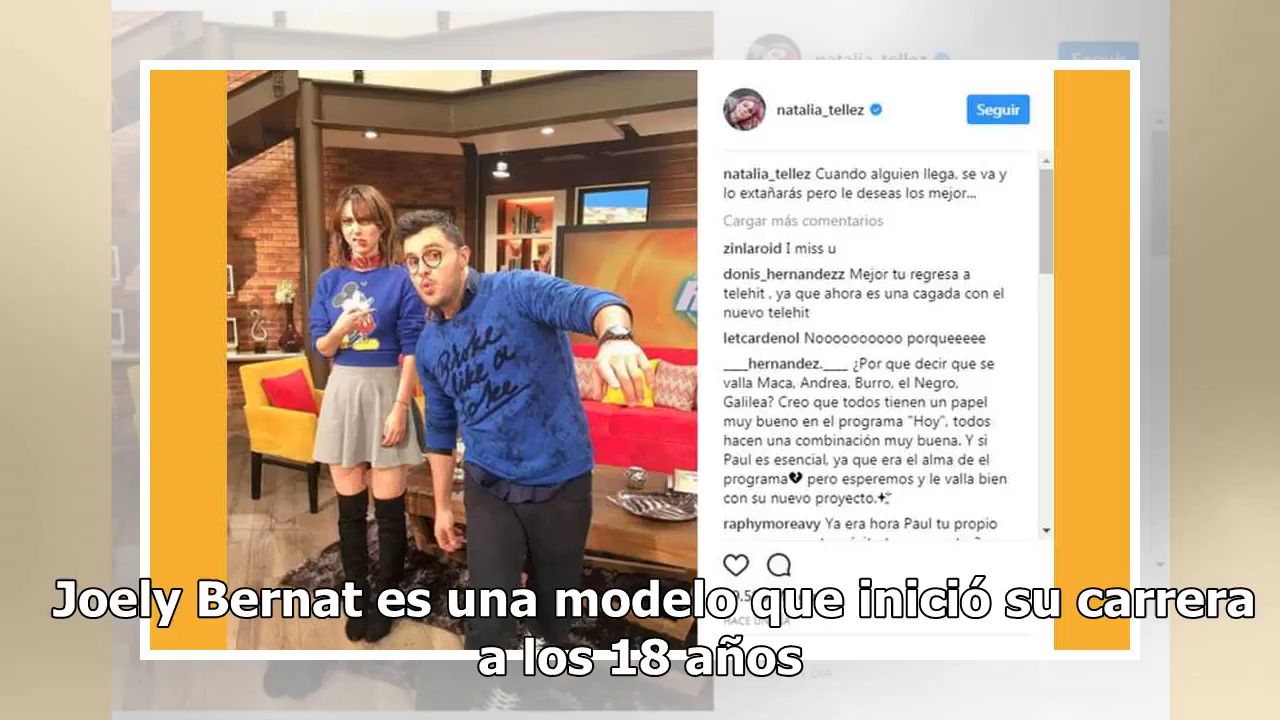 natalia_tellez
Seguir
natalia_tellez Cuando alguien llega, se va y
lo extañarás pero le deseas los mejor...
Cargar más comentarios
zinlaroid I miss u
donis_hernandezz Mejor tu regresa a
telehit , ya que ahora es una cagada con el
nuevo telehit
letcardenol Noooooooooo porqueeeee
____hernandez.____ ¿Por que decir que se
valla Maca, Andrea, Burro, el Negro,
Galilea? Creo que todos tienen un papel
muy bueno en el programa "Hoy", todos
hacen una combinación muy buena. Y si
Paul es esencial, ya que era el alma de el
programa💔 pero esperemos y le valla bien
con su nuevo proyecto.✨
raphymoreavy Ya era hora Paul tu propio
Broke
like a
joke
Joely Bernat es una modelo que inició su carrera
a los 18 años